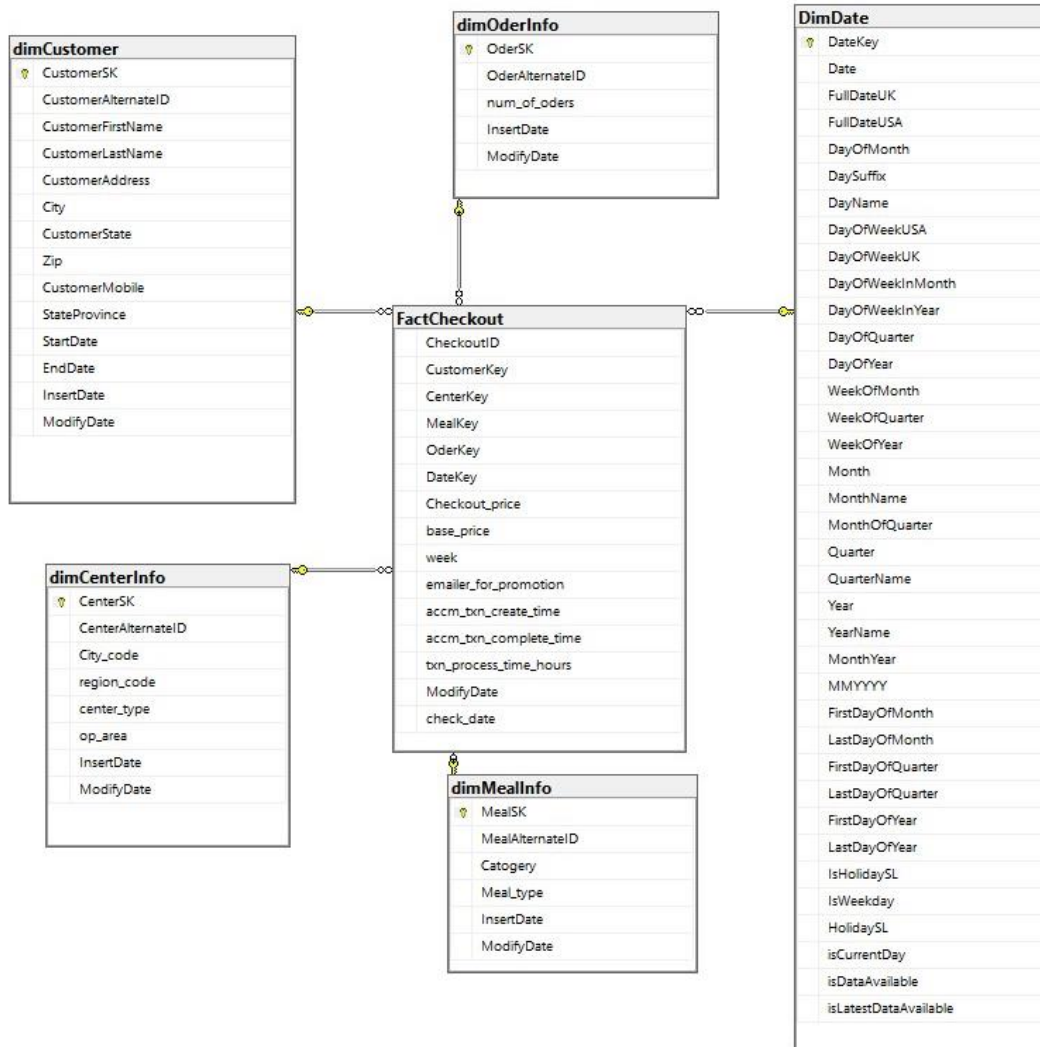 dimCustomer
CustomerSK
CustomerAlternateID
CustomerFirstName
CustomerLastName
CustomerAddress
City
CustomerState
Zip
CustomerMobile
StateProvince
StartDate
EndDate
InsertDate
ModifyDate
dimOderInfo
OderSK
OderAlternateID
num_of_oders
InsertDate
ModifyDate
DimDate
DateKey
Date
FullDateUK
FullDateUSA
DayOfMonth
DaySuffix
DayName
DayOfWeekUSA
DayOfWeekUK
DayOfWeekInMonth
DayOfWeekInYear
DayOfQuarter
DayOfYear
WeekOfMonth
WeekOfQuarter
WeekOfYear
Month
MonthName
MonthOfQuarter
Quarter
QuarterName
Year
YearName
MonthYear
MMYYYY
FirstDayOfMonth
LastDayOfMonth
FirstDayOfQuarter
LastDayOfQuarter
FirstDayOfYear
LastDayOfYear
IsHolidaySL
IsWeekday
HolidaySL
isCurrentDay
isDataAvailable
isLatestDataAvailable
FactCheckout
CheckoutID
CustomerKey
CenterKey
MealKey
OderKey
DateKey
Checkout_price
base_price
week
emailer_for_promotion
accm_txn_create_time
accm_txn_complete_time
txn_process_time_hours
ModifyDate
check_date
dimCenterInfo
CenterSK
CenterAlternateID
City_code
region_code
center_type
op_area
InsertDate
ModifyDate
dimMealInfo
MealSK
MealAlternateID
Catogery
Meal_type
InsertDate
ModifyDate